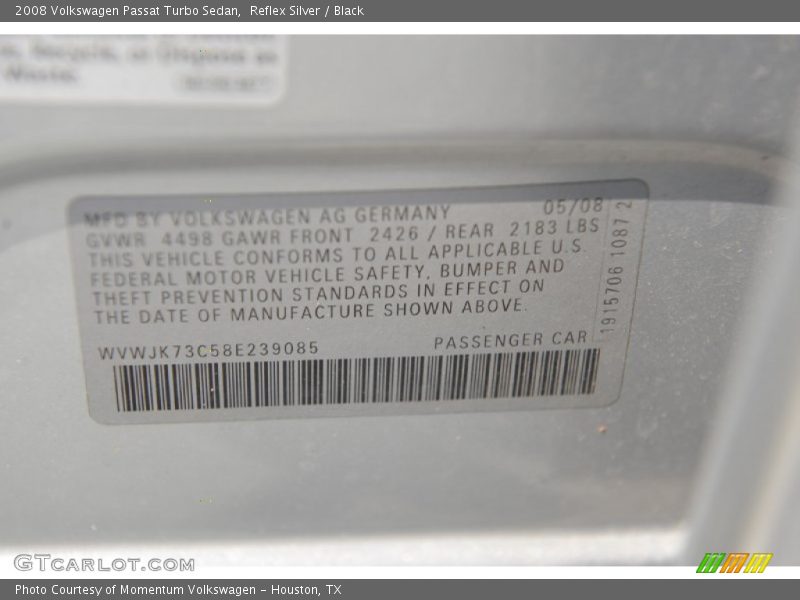 2008 Volkswagen Passat Turbo Sedan,  Reflex Silver / Black
MFD BY VOLKSWAGEN AG GERMANY 05/08
GVWR 4498 GAWR FRONT 2426 / REAR 2183 LBS
THIS VEHICLE CONFORMS TO ALL APPLICABLE U.S.
FEDERAL MOTOR VEHICLE SAFETY, BUMPER AND
THEFT PREVENTION STANDARDS IN EFFECT ON
THE DATE OF MANUFACTURE SHOWN ABOVE.
WVWJK73C58E239085 PASSENGER CAR
1915706 1087 2
GTCARLOT.COM
Photo Courtesy of Momentum Volkswagen - Houston, TX